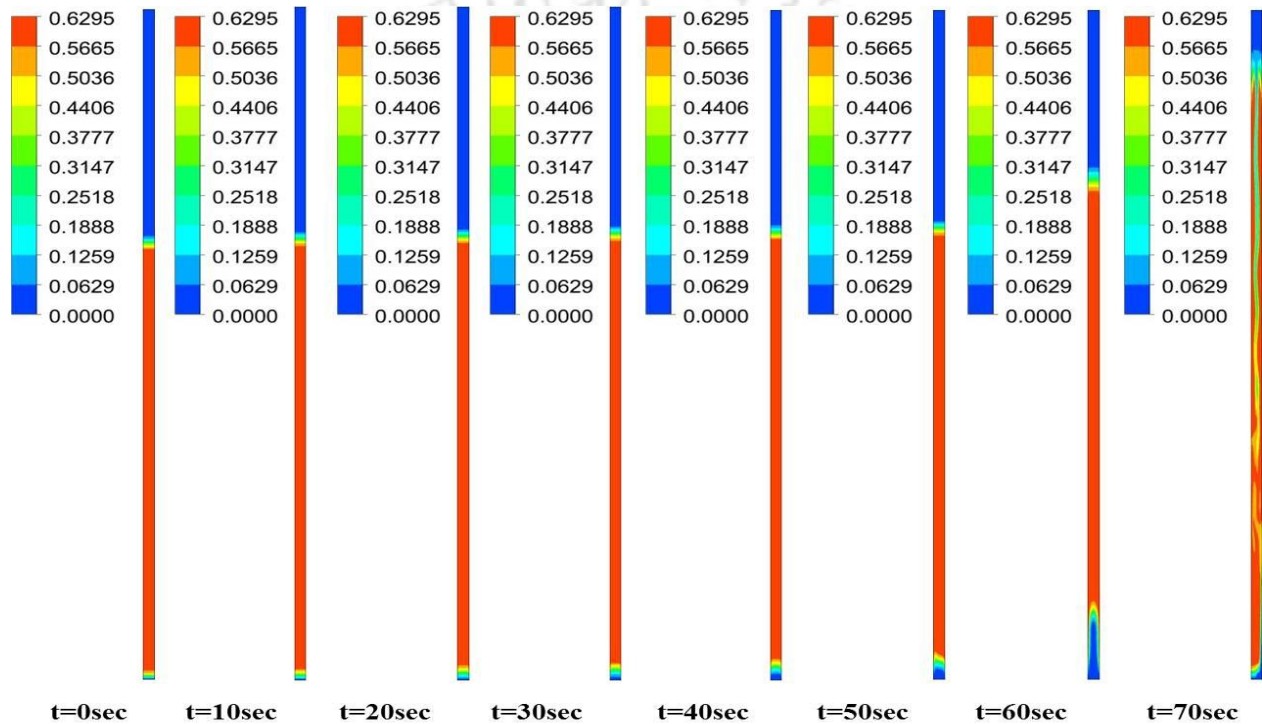 0.6295 0.6295 0.6295 0.6295 0.6295 0.6295 0.6295 0.6295
0.5665 0.5665 0.5665 0.5665 0.5665 0.5665 0.5665 0.5665
0.5036 0.5036 0.5036 0.5036 0.5036 0.5036 0.5036 0.5036
0.4406 0.4406 0.4406 0.4406 0.4406 0.4406 0.4406 0.4406
0.3777 0.3777 0.3777 0.3777 0.3777 0.3777 0.3777 0.3777
0.3147 0.3147 0.3147 0.3147 0.3147 0.3147 0.3147 0.3147
0.2518 0.2518 0.2518 0.2518 0.2518 0.2518 0.2518 0.2518
0.1888 0.1888 0.1888 0.1888 0.1888 0.1888 0.1888 0.1888
0.1259 0.1259 0.1259 0.1259 0.1259 0.1259 0.1259 0.1259
0.0629 0.0629 0.0629 0.0629 0.0629 0.0629 0.0629 0.0629
0.0000 0.0000 0.0000 0.0000 0.0000 0.0000 0.0000 0.0000
t=0sec t=10sec t=20sec t=30sec t=40sec t=50sec t=60sec t=70sec